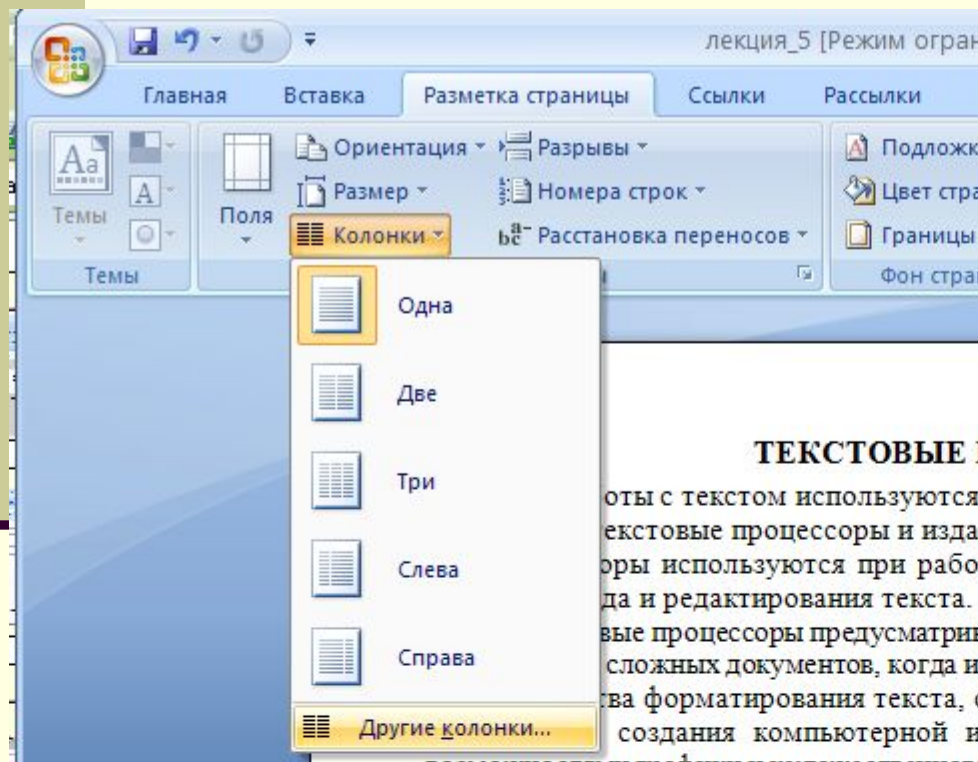 лекция_5 [Режим огран
Главная Вставка Разметка страницы Ссылки Рассылки
Aa Ориентация Разрывы Подложк
A Размер Номера строк Цвет стра
Темы Поля Колонки Расстановка переносов Границы
Темы Фон стра
Одна
Две
Три
Слева
Справа
Другие колонки...
ТЕКСТОВЫЕ
оты с текстом используются
екстовые процессоры и изда
оры используются при рабо
да и редактирования текста.
вые процессоры предусматрив
сложных документов, когда и
тва форматирования текста,
создания компьютерной и